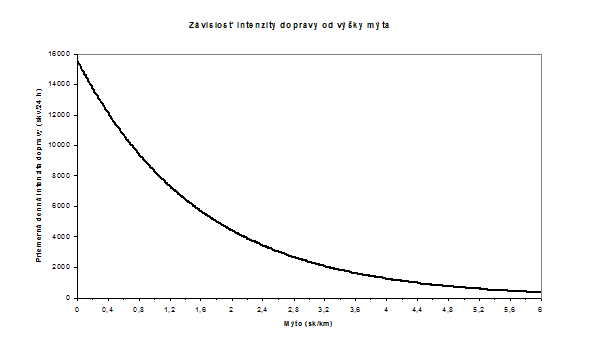 Závislosť intenzity dopravy od výšky mýta
Priemerná denná intenzita dopravy (skv/24 h)
16000
14000
12000
10000
8000
6000
4000
2000
0
0 0,4 0,8 1,2 1,6 2 2,4 2,8 3,2 3,6 4 4,4 4,8 5,2 5,6 6
Mýto (sk/km)